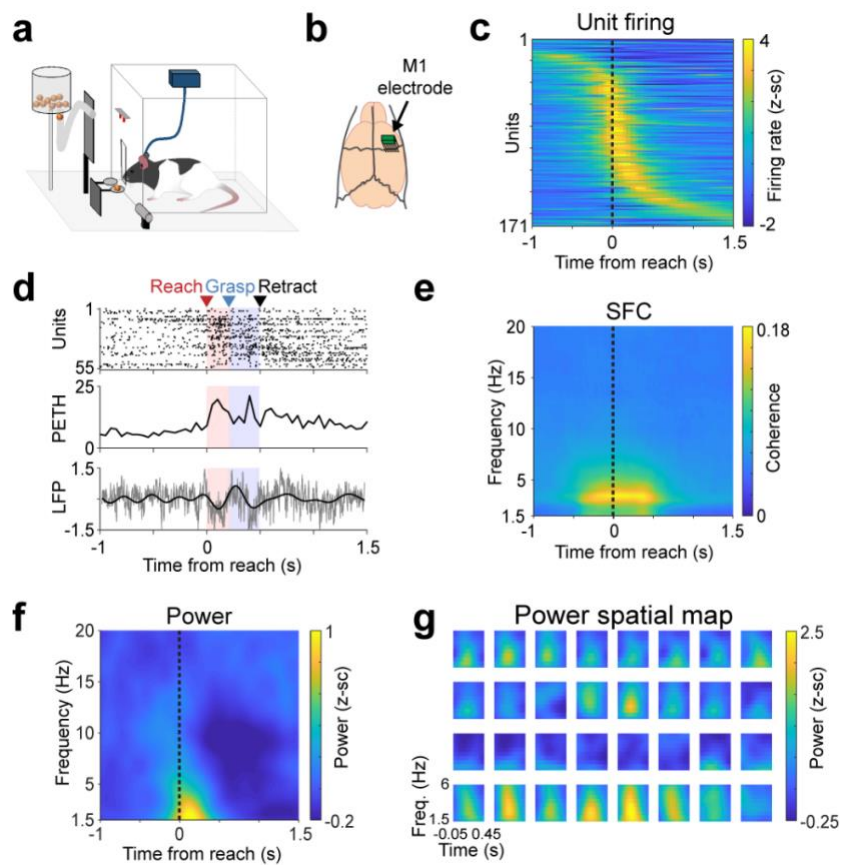 a
b
M1
electrode
c
Unit firing
1
Units
171
-1
0
1.5
Time from reach (s)
4
Firing rate (z-sc)
-2
d
Reach Grasp Retract
1
Units
55
25
PETH
0
1.5
LFP
-1.5
-1
0
1.5
Time from reach (s)
e
SFC
20
15
10
5
1.5
Frequency (Hz)
-1
0
1.5
Time from reach (s)
0.18
Coherence
0
f
Power
20
15
10
5
1.5
Frequency (Hz)
-1
0
1.5
Time from reach (s)
1
Power (z-sc)
-0.2
g
Power spatial map
6
Freq. (Hz)
1.5
-0.05 0.45
Time (s)
2.5
Power (z-sc)
-0.25